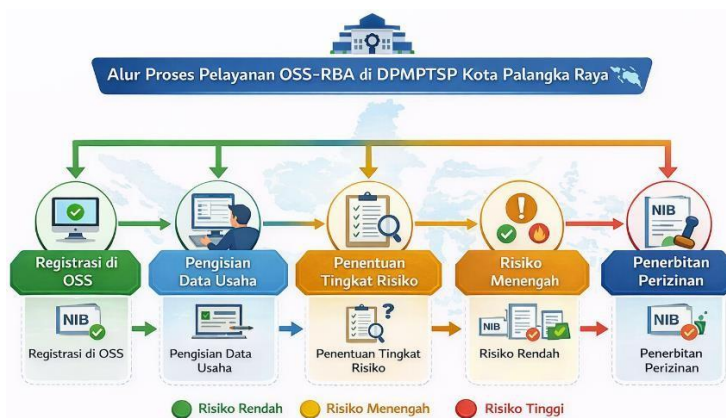 Alur Proses Pelayanan OSS-RBA di DPMPTSP Kota Palangka Raya
NIB
Registrasi di
OSS
Pengisian
Data Usaha
Penentuan
Tingkat Risiko
Risiko
Menengah
Penerbitan
Perizinan
NIB
Registrasi di OSS
Pengisian Data
Usaha
Penentuan Tingkat
Risiko
NIB
Risiko Rendah
NIB
Penerbitan
Perizinan
Risiko Rendah
Risiko Menengah
Risiko Tinggi